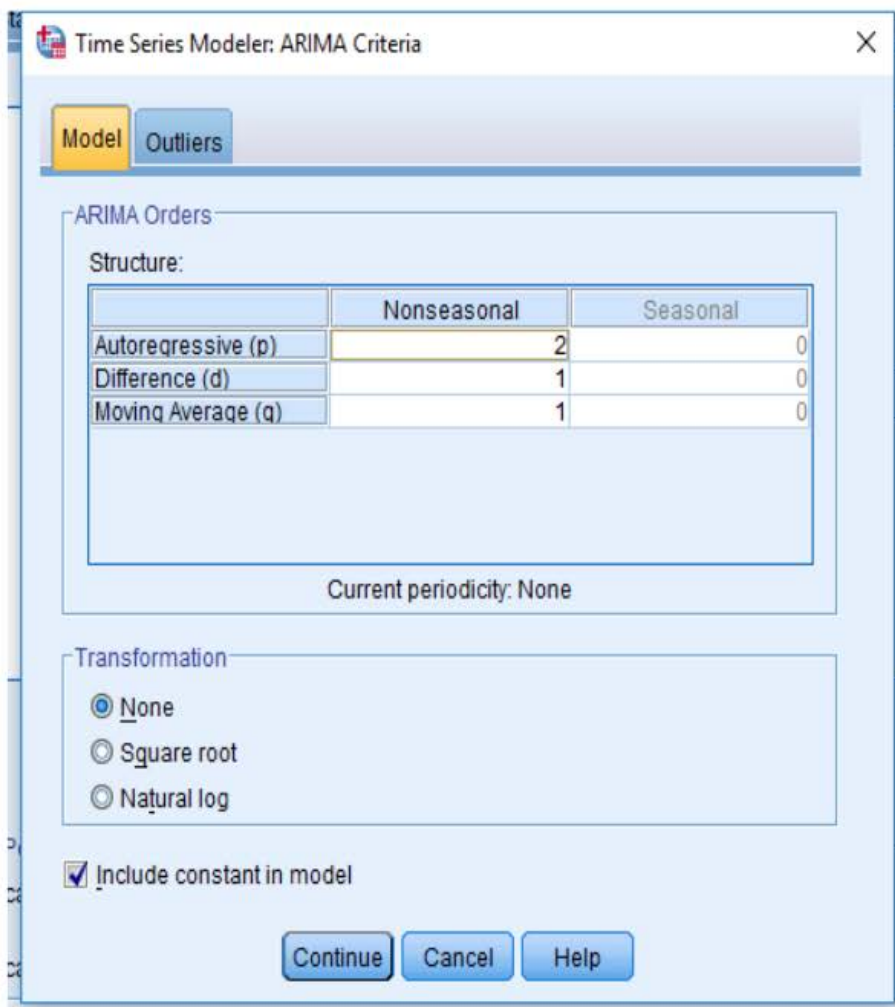 Time Series Modeler: ARIMA Criteria
Model Outliers
ARIMA Orders
Structure:
Nonseasonal Seasonal
Autoregressive (p) 2 0
Difference (d) 1 0
Moving Average (q) 1 0
Current periodicity: None
Transformation
None
Square root
Natural log
Include constant in model
Continue Cancel Help